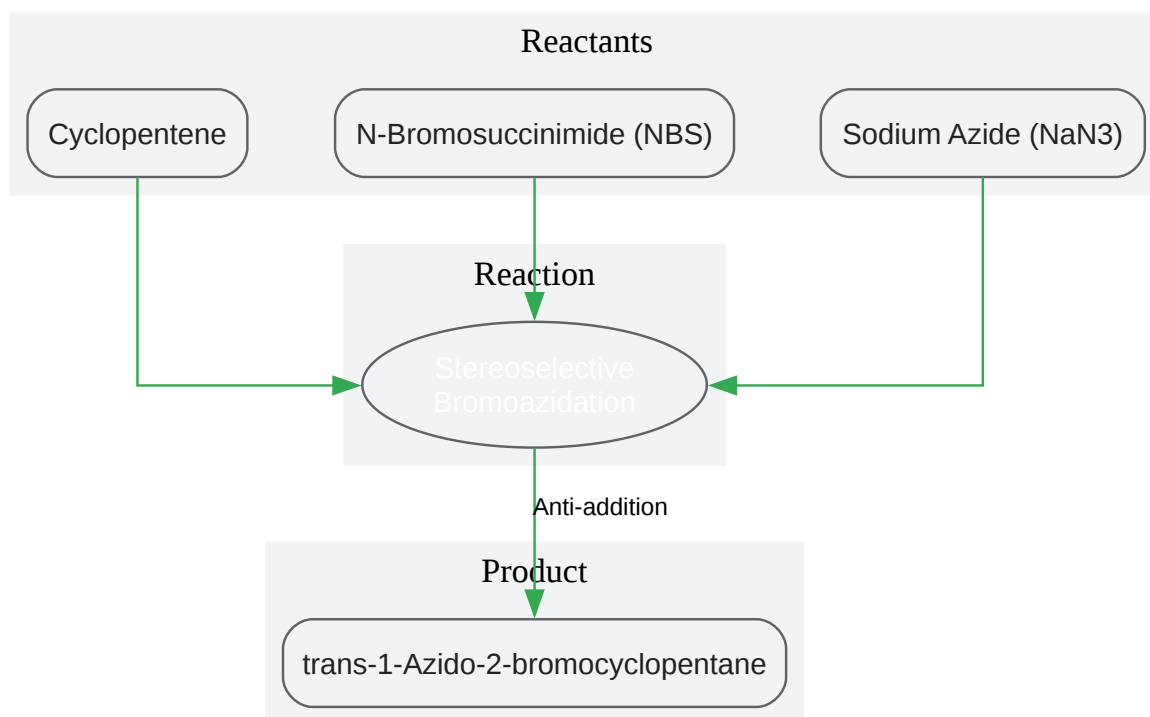 Reactants
Cyclopentene
N-Bromosuccinimide (NBS)
Sodium Azide (NaN3)
Reaction
Stereoselective
Bromoazidation
Anti-addition
Product
trans-1-Azido-2-bromocyclopentane